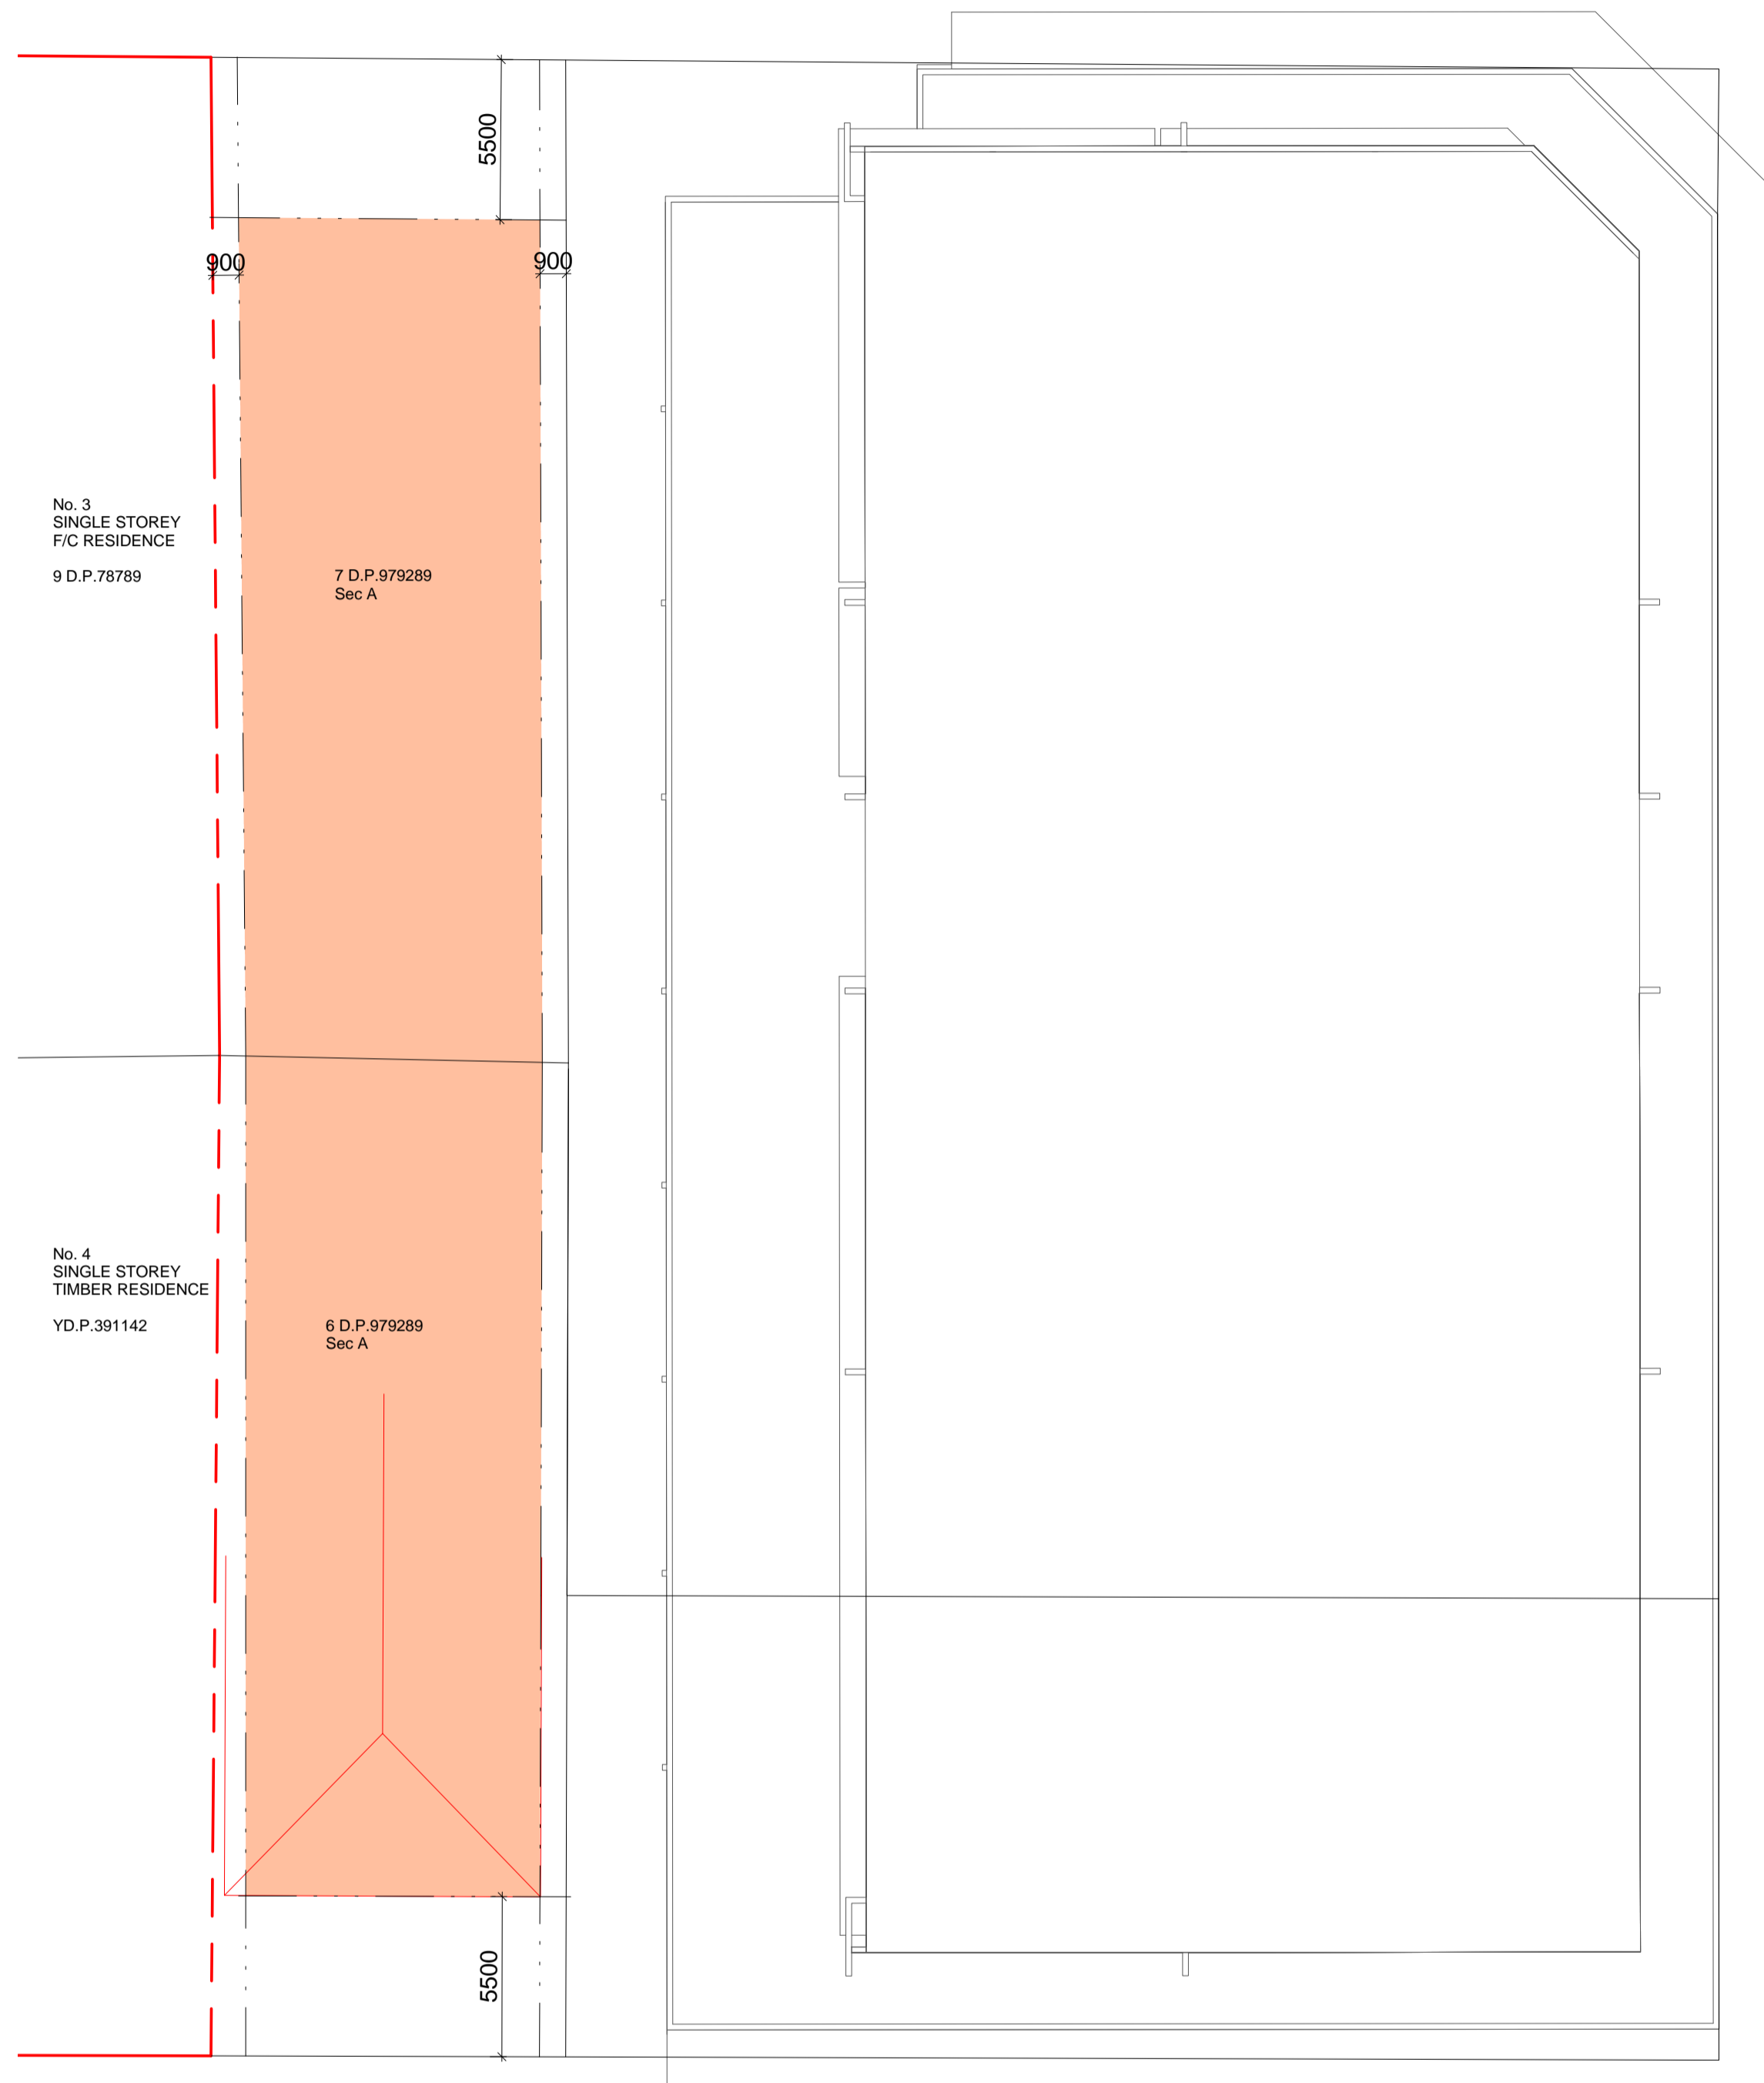 5500
900
900
No. 3
SINGLE STOREY
F/C RESIDENCE
9 D.P.78789
7 D.P.979289
Sec A
No. 4
SINGLE STOREY
TIMBER RESIDENCE
YD.P.391142
6 D.P.979289
Sec A
5500